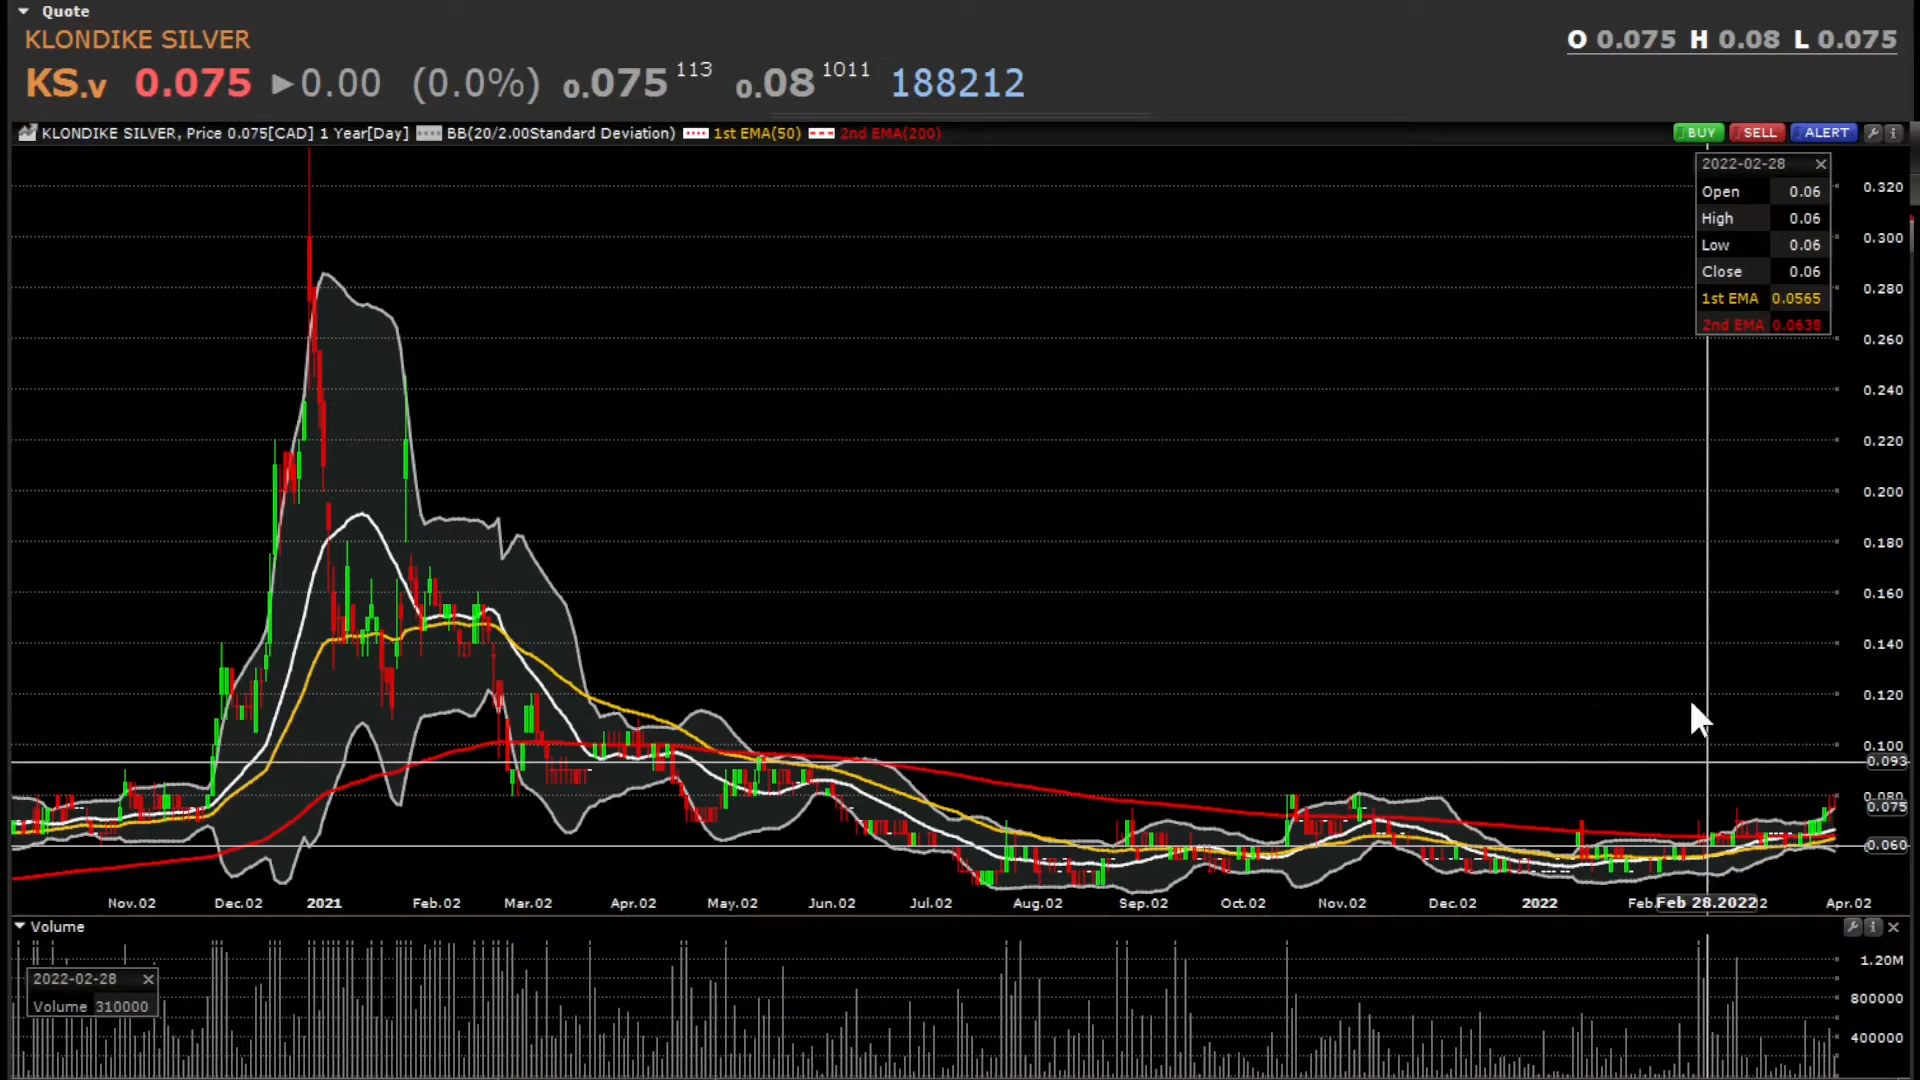 Quote
KLONDIKE SILVER
O 0.075 H 0.08 L 0.075
KS.v 0.075 ▶0.00 (0.0%) 0.075 113 0.08 1011 188212
KLONDIKE SILVER, Price 0.075[CAD] 1 Year[Day] BB(20/2.00Standard Deviation) 1st EMA(50) 2nd EMA(200)
BUY SELL ALERT
2022-02-28
Open 0.06
High 0.06
Low 0.06
Close 0.06
1st EMA 0.0565
2nd EMA 0.0638
0.320
0.300
0.280
0.260
0.240
0.220
0.200
0.180
0.160
0.140
0.120
0.100
0.093
0.080
0.075
0.060
Nov.02 Dec.02 2021 Feb.02 Mar.02 Apr.02 May.02 Jun.02 Jul.02 Aug.02 Sep.02 Oct.02 Nov.02 Dec.02 2022 Feb. Feb 28.2022 2 Apr.02
Volume
2022-02-28
Volume 310000
1.20M
800000
400000